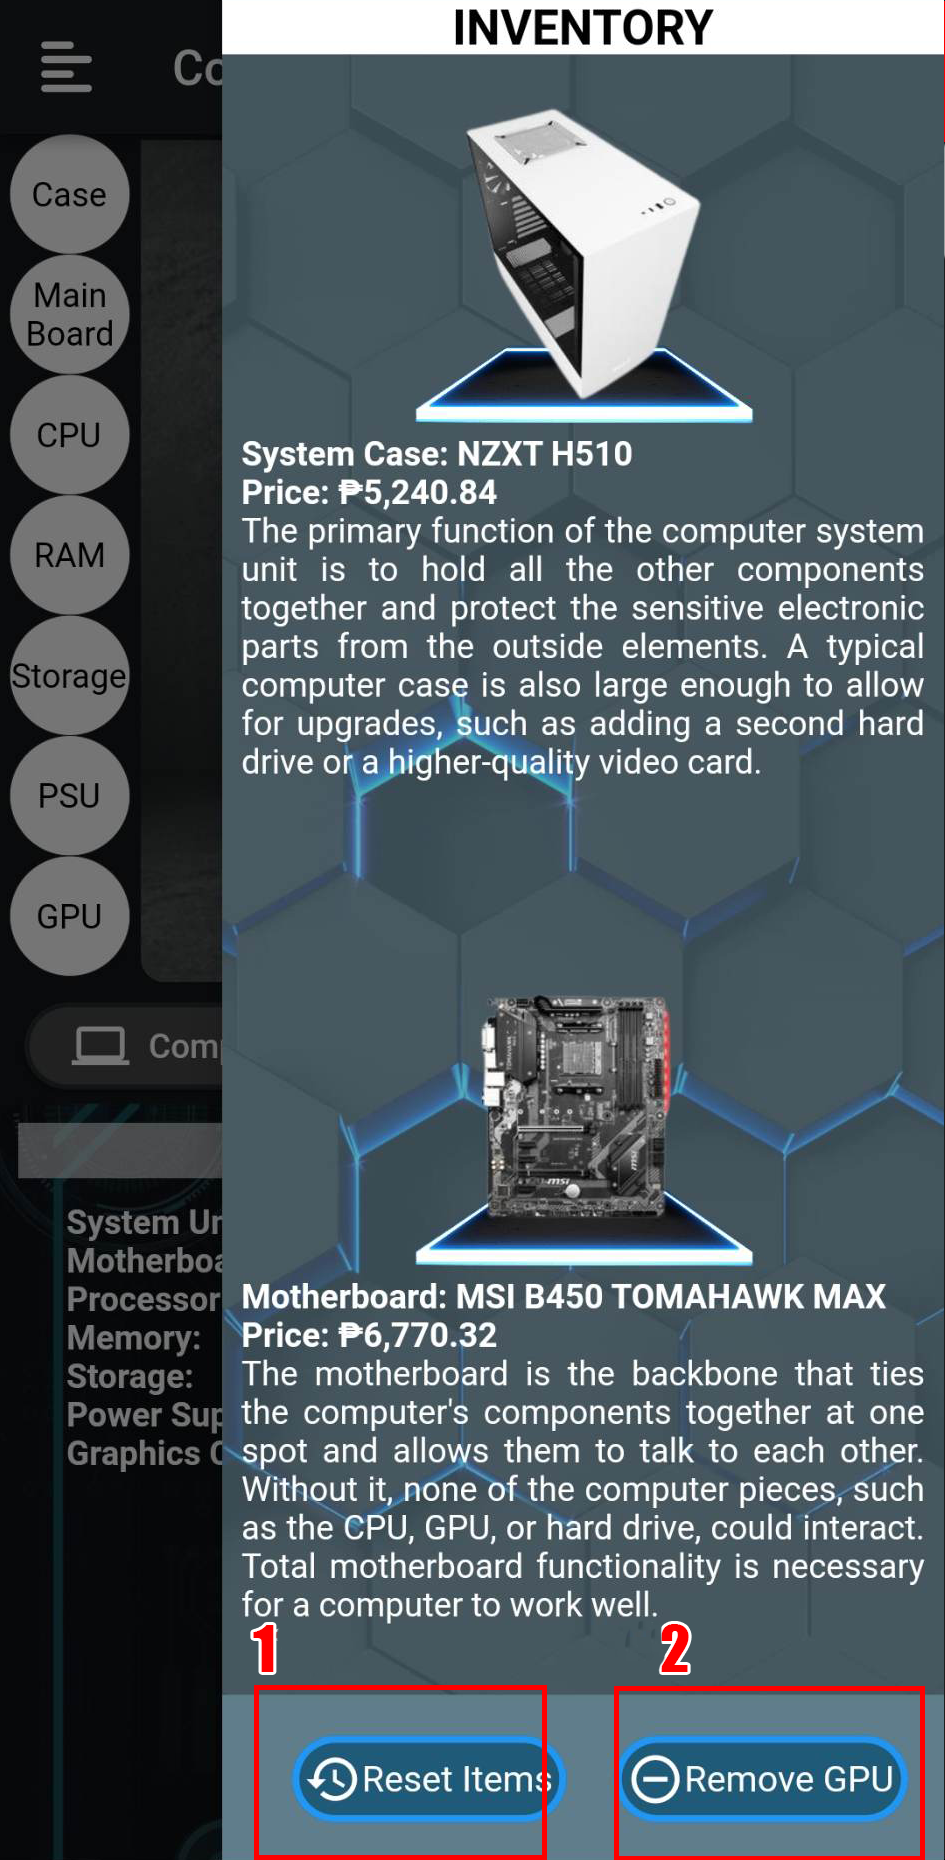 INVENTORY
Co
Case
Main
Board
CPU
RAM
Storage
PSU
GPU
Com
System Un
Motherboa
Processor
Memory:
Storage:
Power Sup
Graphics C
System Case: NZXT H510
Price: ₱5,240.84
The primary function of the computer system
unit is to hold all the other components
together and protect the sensitive electronic
parts from the outside elements. A typical
computer case is also large enough to allow
for upgrades, such as adding a second hard
drive or a higher-quality video card.
msi
msi
Motherboard: MSI B450 TOMAHAWK MAX
Price: ₱6,770.32
The motherboard is the backbone that ties
the computer's components together at one
spot and allows them to talk to each other.
Without it, none of the computer pieces, such
as the CPU, GPU, or hard drive, could interact.
Total motherboard functionality is necessary
for a computer to work well.
1
2
Reset Items
Remove GPU